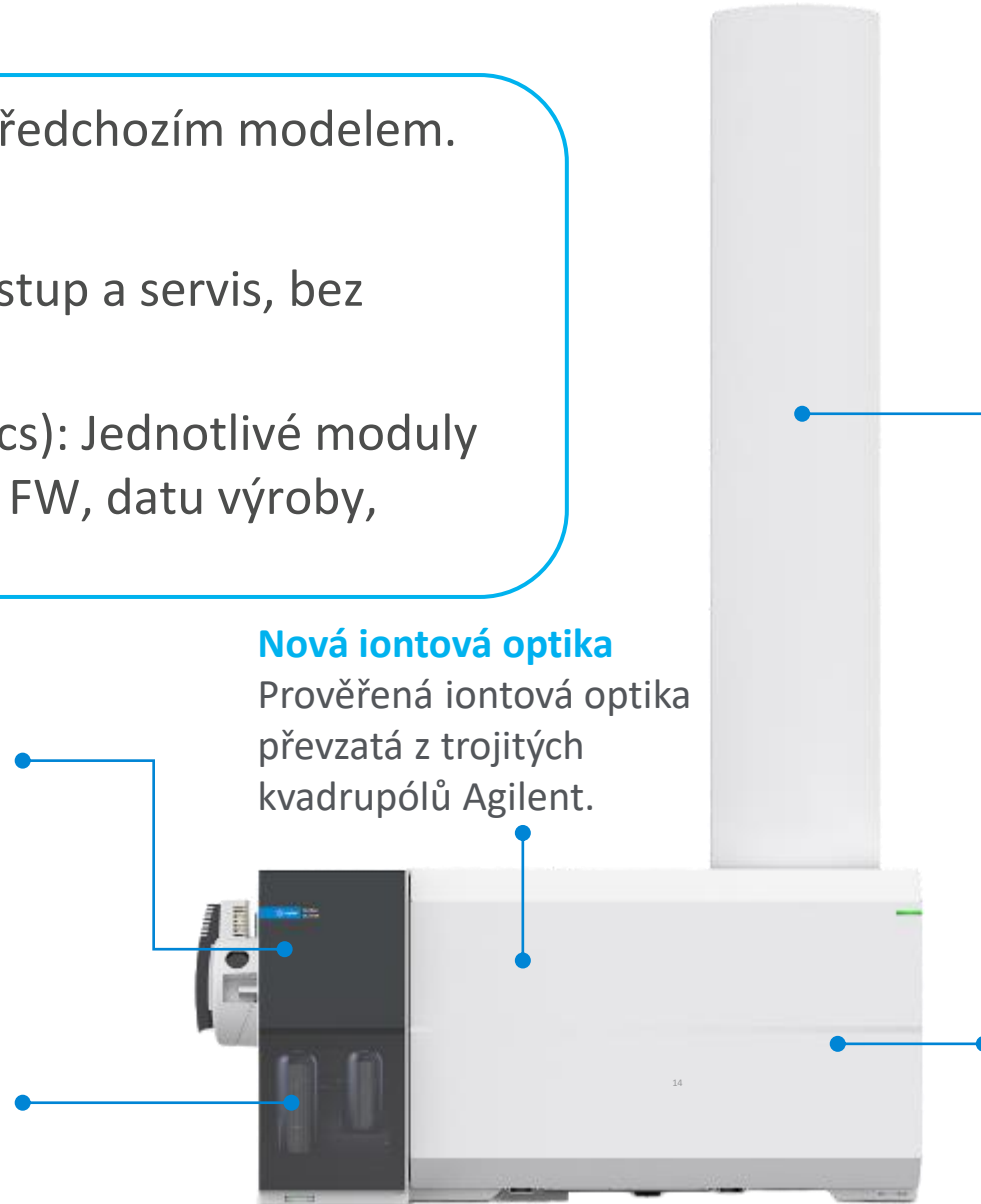 ředchozím modelem.
stup a servis, bez
cs): Jednotlivé moduly
FW, datu výroby,
Nová iontová optika
Prověřená iontová optika
převzatá z trojitých
kvadrupólů Agilent.
14